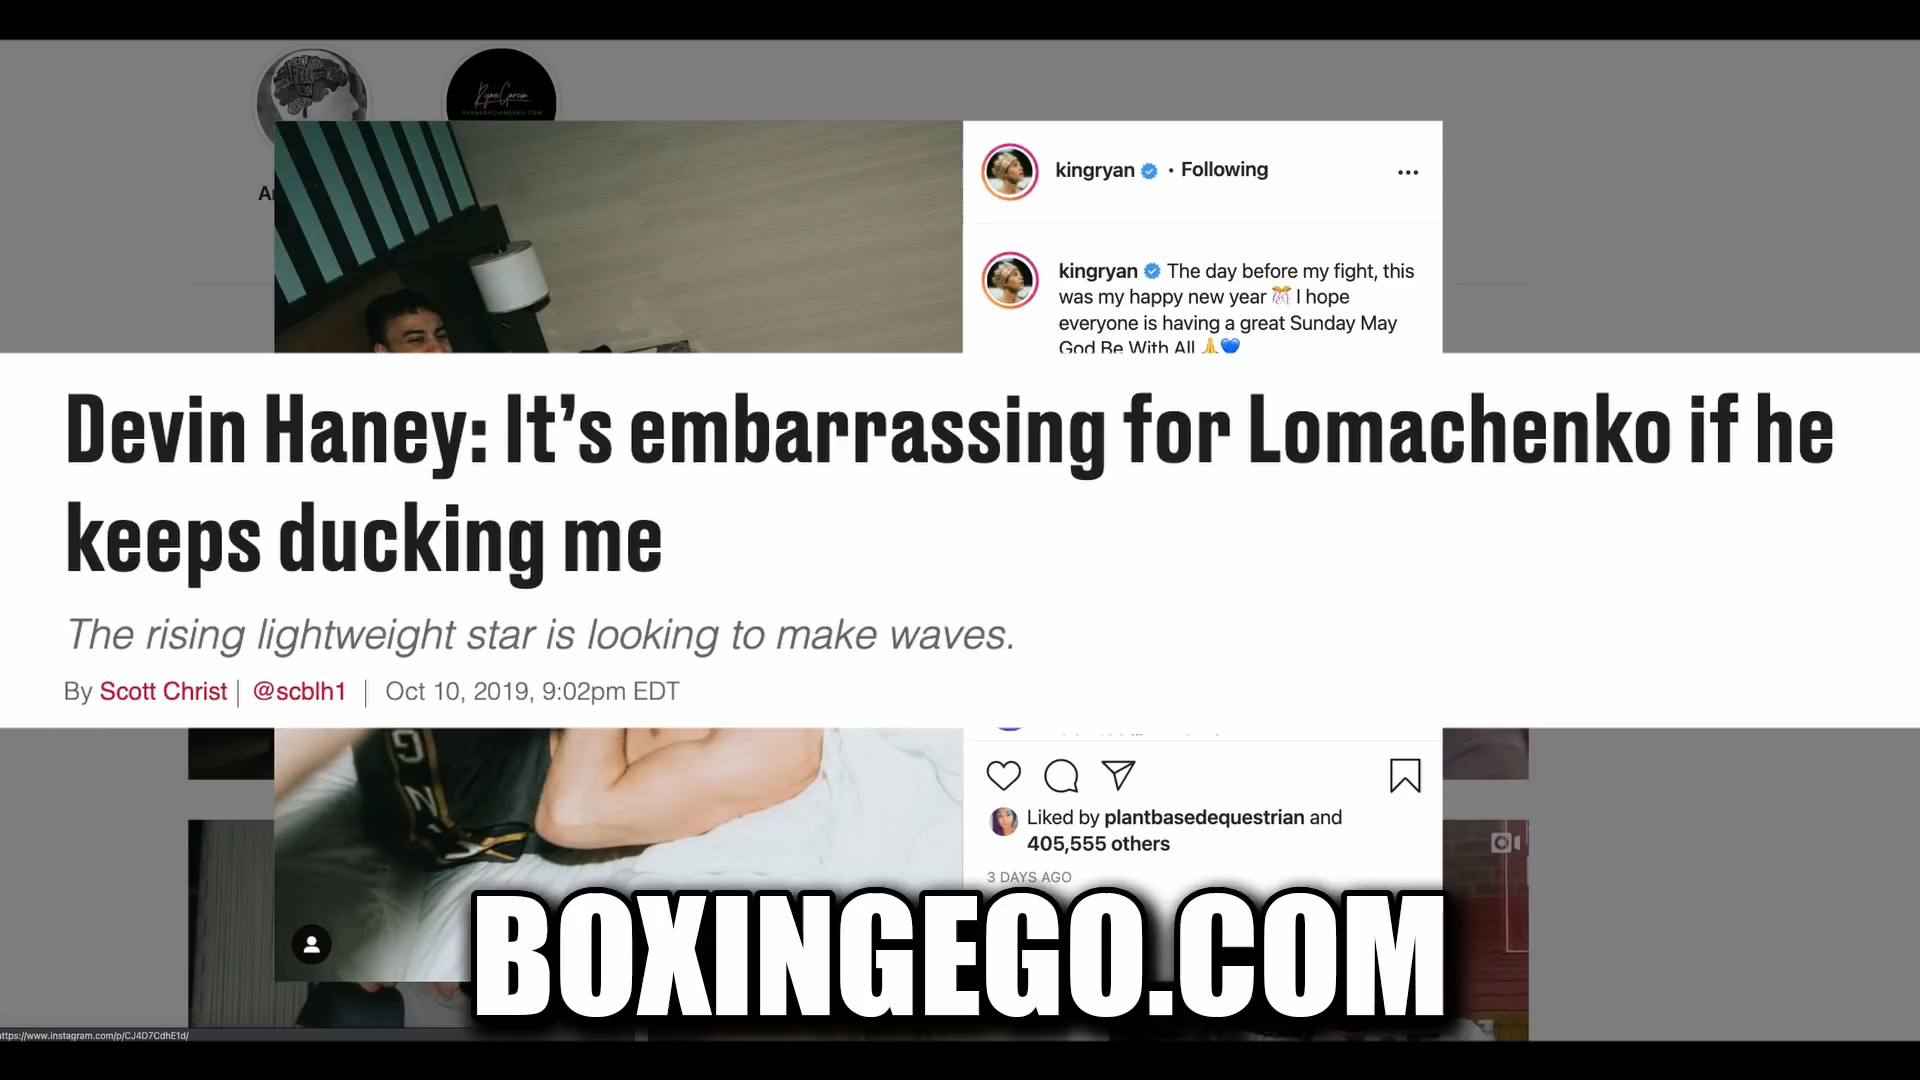 RyanGarcia
kingryan • Following
kingryan The day before my fight, this
was my happy new year 🎊 I hope
everyone is having a great Sunday May
God Be With All 🙏💙
Devin Haney: It’s embarrassing for Lomachenko if he
keeps ducking me
The rising lightweight star is looking to make waves.
By Scott Christ | @scblh1 | Oct 10, 2019, 9:02pm EDT
Liked by plantbasedequestrian and
405,555 others
3 DAYS AGO
BOXINGEGO.COM
https://www.instagram.com/p/CJ4D7CdhE1d/